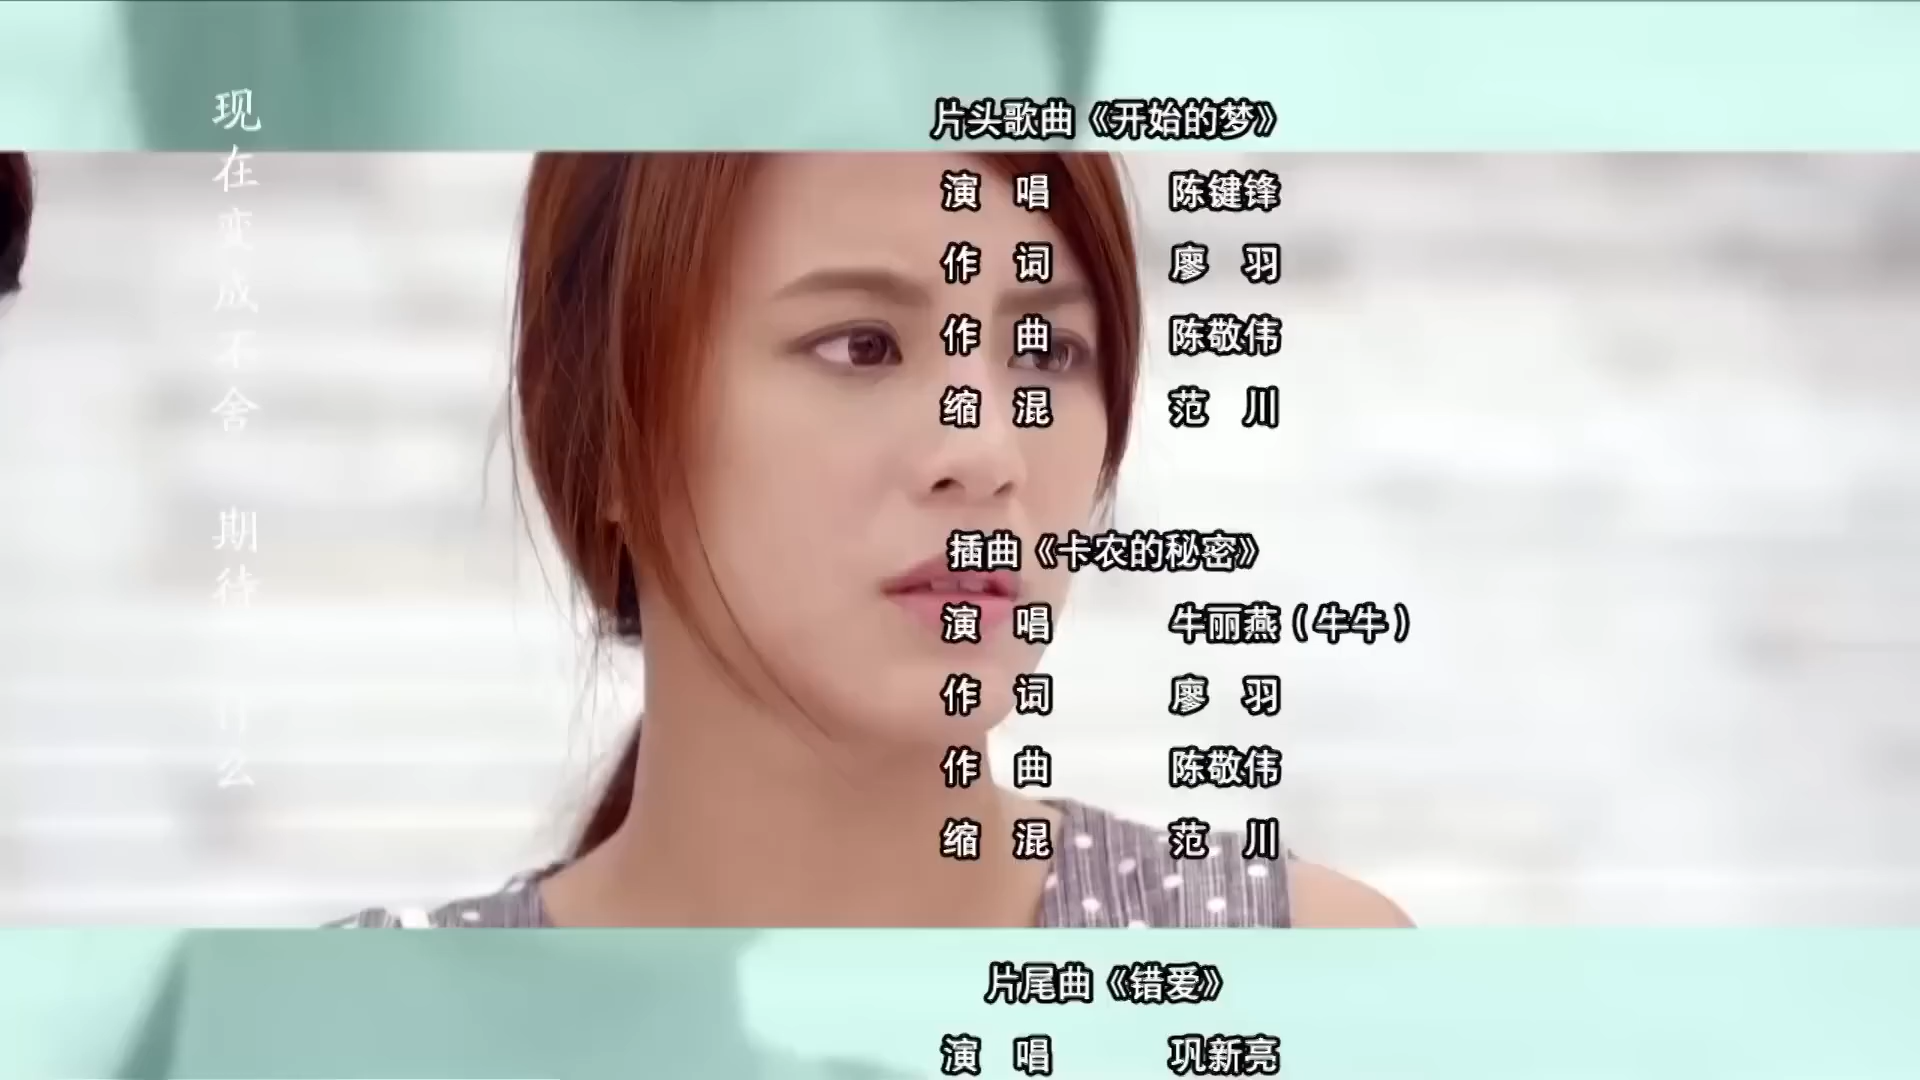 现在变成不舍 期待 什么
片头歌曲《开始的梦》
演 唱 陈键锋
作 词 廖 羽
作 曲 陈敬伟
缩 混 范 川
插曲《卡农的秘密》
演 唱 牛丽燕（牛牛）
作 词 廖 羽
作 曲 陈敬伟
缩 混 范 川
片尾曲《错爱》
演 唱 巩新亮